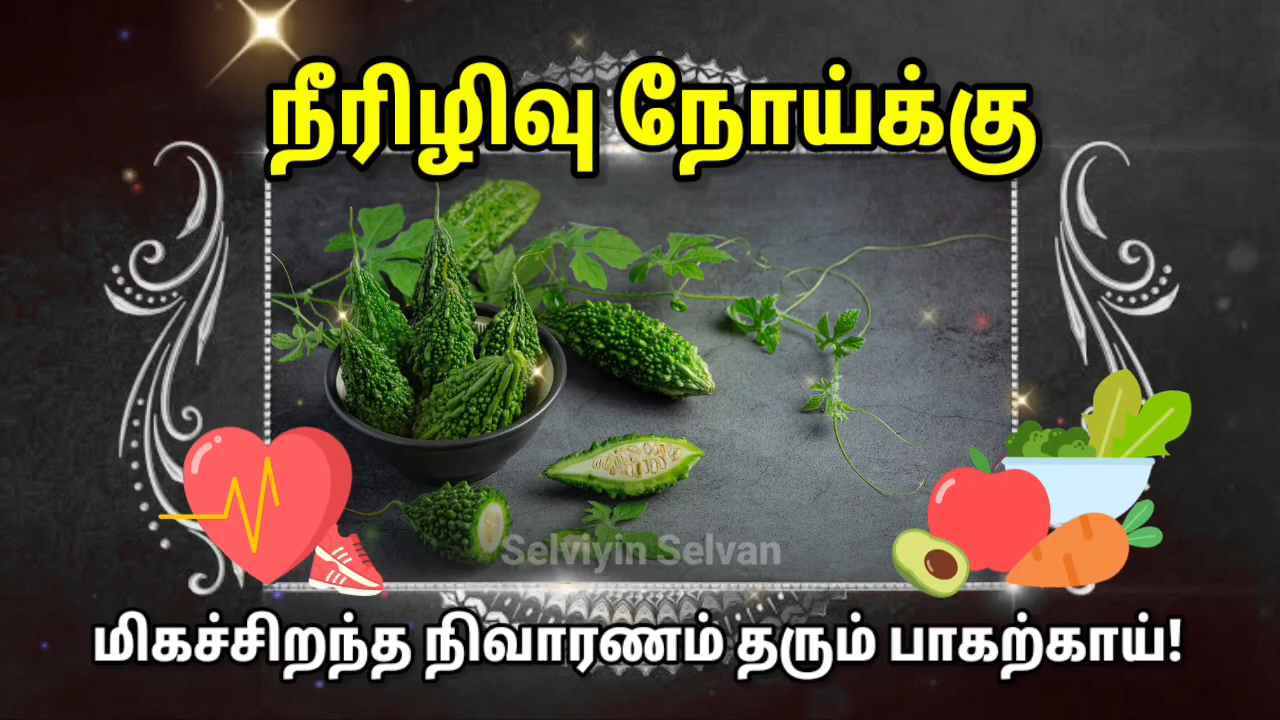 நீரிழிவு நோய்க்கு
Selviyin Selvan
மிகச்சிறந்த நிவாரணம் தரும் பாகற்காய்!